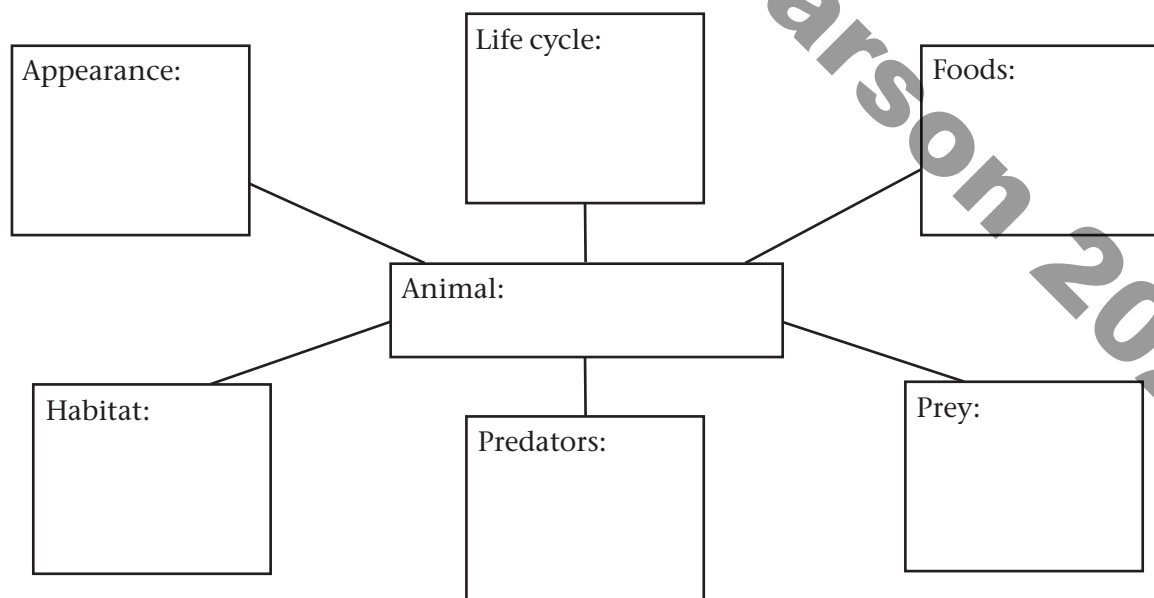 Life cycle:
Appearance:
Foods:
Animal:
Habitat:
Predators:
Prey: